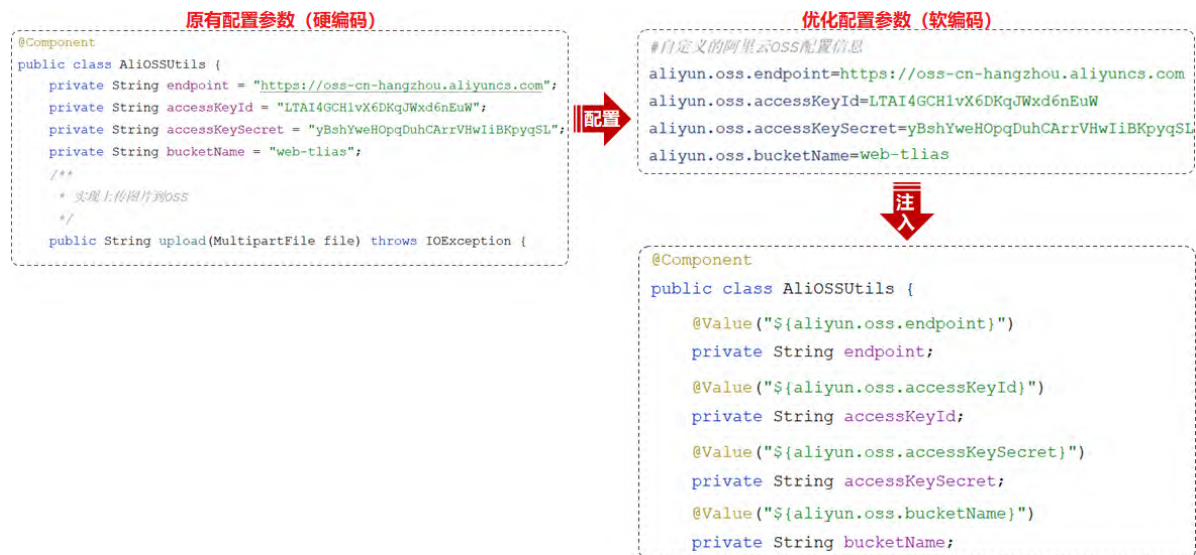 原有配置参数（硬编码）
@Component
public class AliOSSUtils {
private String endpoint = "https://oss-cn-hangzhou.aliyuncs.com";
private String accessKeyId = "LTAI4GCH1vX6DKqJWxd6nEuW";
private String accessKeySecret = "yBshYweHOpqDuhCArrVHwIiBKpyqSL";
private String bucketName = "web-tlias";
/**
* 实现上传图片到OSS
*/
public String upload(MultipartFile file) throws IOException {
配置
优化配置参数（软编码）
#自定义的阿里云OSS配置信息
aliyun.oss.endpoint=https://oss-cn-hangzhou.aliyuncs.com
aliyun.oss.accessKeyId=LTAI4GCH1vX6DKqJWxd6nEuW
aliyun.oss.accessKeySecret=yBshYweHOpqDuhCArrVHwIiBKpyqSL
aliyun.oss.bucketName=web-tlias
注入
@Component
public class AliOSSUtils {
@Value("${aliyun.oss.endpoint}")
private String endpoint;
@Value("${aliyun.oss.accessKeyId}")
private String accessKeyId;
@Value("${aliyun.oss.accessKeySecret}")
private String accessKeySecret;
@Value("${aliyun.oss.bucketName}")
private String bucketName;